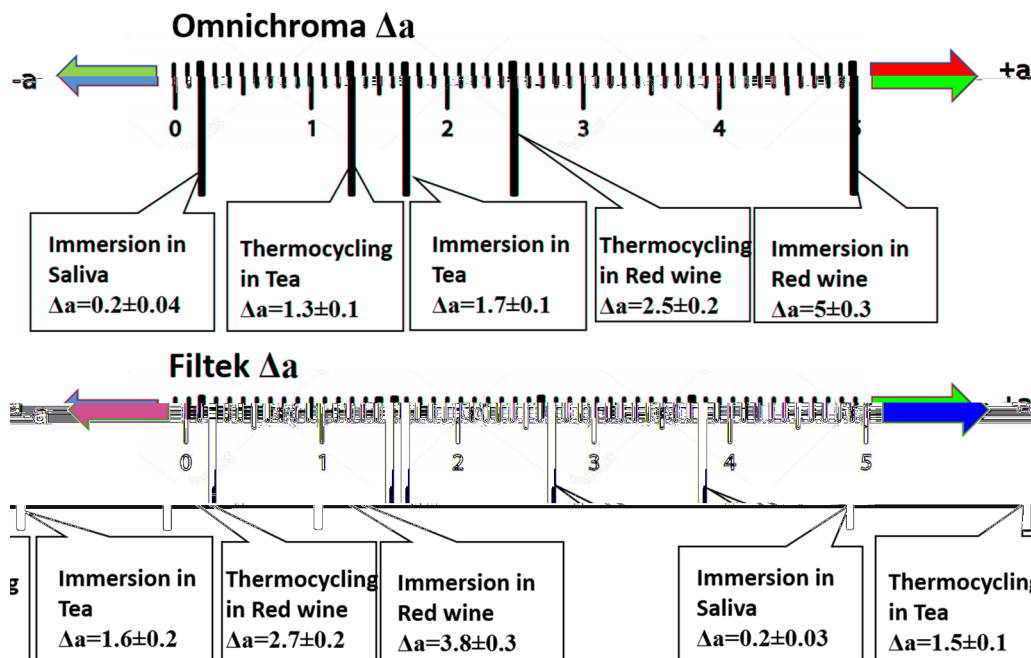 Omnichroma Δa
-a
+a
0 1 2 3 4 5
Immersion in
Saliva
Δa=0.2±0.04
Thermocycling
in Tea
Δa=1.3±0.1
Immersion in
Tea
Δa=1.7±0.1
Thermocycling
in Red wine
Δa=2.5±0.2
Immersion in
Red wine
Δa=5±0.3
Filtek Δa
0 1 2 3 4 5
g
Immersion in
Tea
Δa=1.6±0.2
Thermocycling
in Red wine
Δa=2.7±0.2
Immersion in
Red wine
Δa=3.8±0.3
Immersion in
Saliva
Δa=0.2±0.03
Thermocycling
in Tea
Δa=1.5±0.1